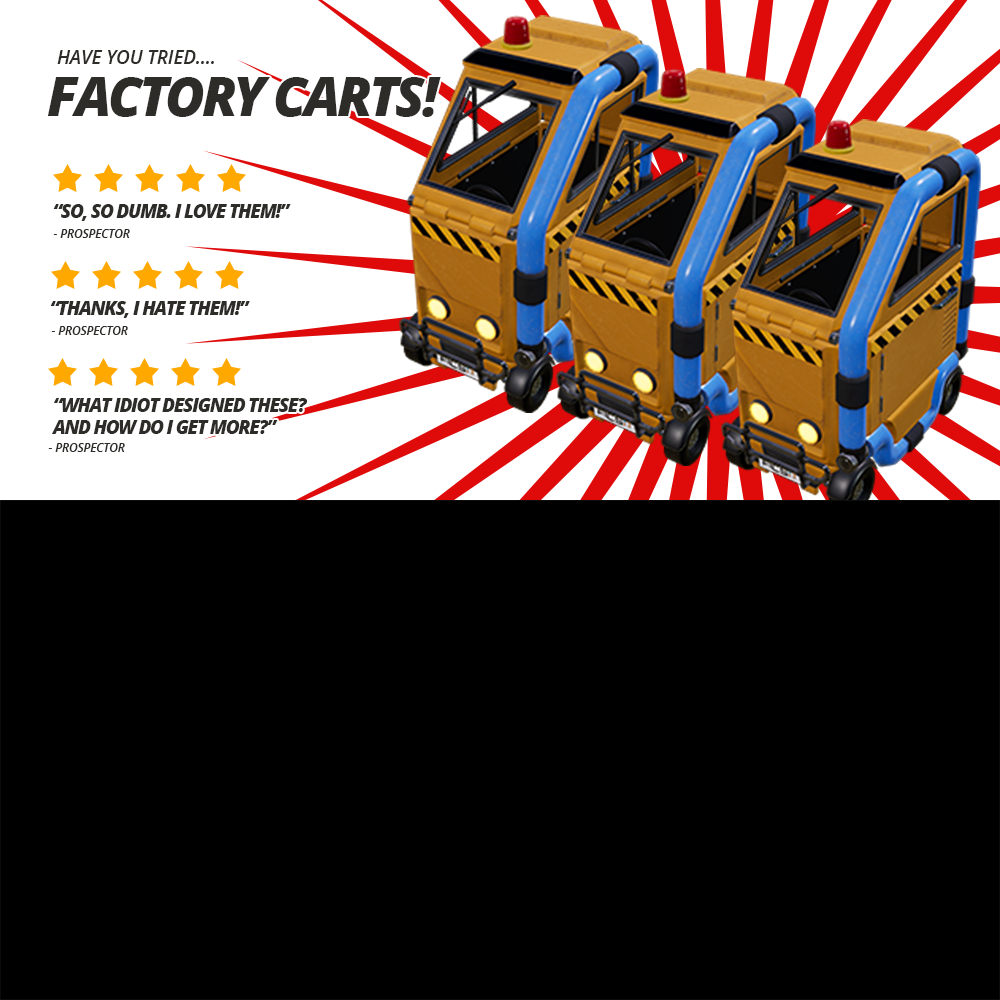 HAVE YOU TRIED....
FACTORY CARTS!
“SO, SO DUMB. I LOVE THEM!”
- PROSPECTOR
“THANKS, I HATE THEM!”
- PROSPECTOR
“WHAT IDIOT DESIGNED THESE?
AND HOW DO I GET MORE?”
- PROSPECTOR